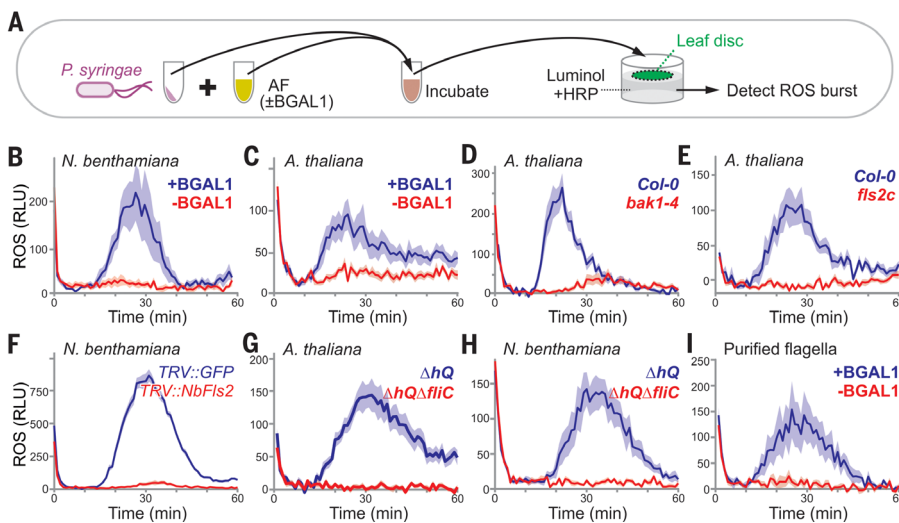 A
P. syringae
AF
(±BGAL1)
Incubate
Leaf disc
Luminol
+HRP
Detect ROS burst
B
N. benthamiana
+BGAL1
-BGAL1
ROS (RLU)
200
100
0
0
30
60
Time (min)
C
A. thaliana
+BGAL1
-BGAL1
150
100
50
0
0
30
60
Time (min)
D
A. thaliana
Col-0
bak1-4
300
200
100
0
0
30
60
Time (min)
E
A. thaliana
Col-0
fls2c
150
100
50
0
0
30
60
Time (min)
F
N. benthamiana
TRV::GFP
TRV::NbFls2
ROS (RLU)
750
500
250
0
0
30
60
Time (min)
G
A. thaliana
ΔhQ
ΔhQΔfliC
200
150
100
50
0
0
30
60
Time (min)
H
N. benthamiana
ΔhQ
ΔhQΔfliC
150
100
50
0
0
30
60
Time (min)
I
Purified flagella
+BGAL1
-BGAL1
250
200
150
100
50
0
0
30
60
Time (min)